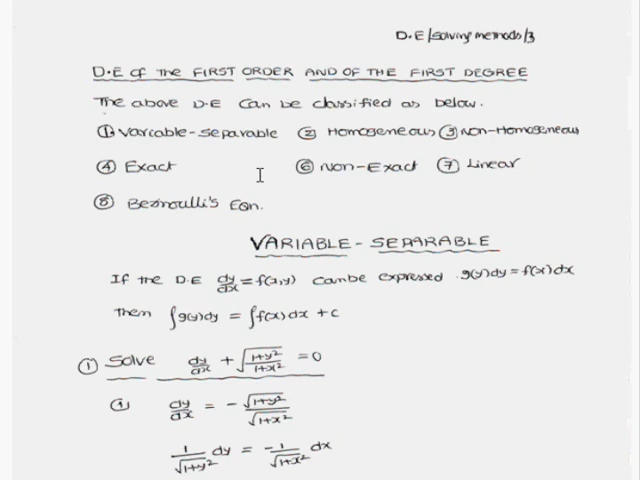 D.E/solving methods/3
D.E OF the FIRST ORDER AND OF THE FIRST DEGREE
The above D.E Can be classified as below.
① Variable-separable ② Homogeneous ③ Non-Homogeneous
④ Exact ⑥ Non-Exact ⑦ Linear
⑧ Bernoulli's Eqn.
VARIABLE - SEPARABLE
If the D.E dy/dx = f(x,y) can be expressed g(y)dy = f(x)dx
Then ∫g(y)dy = ∫f(x)dx + c
① Solve dy/dx + √(1+y²/1+x²) = 0
① dy/dx = -√(1+y²)/√(1+x²)
1/√(1+y²) dy = -1/√(1+x²) dx